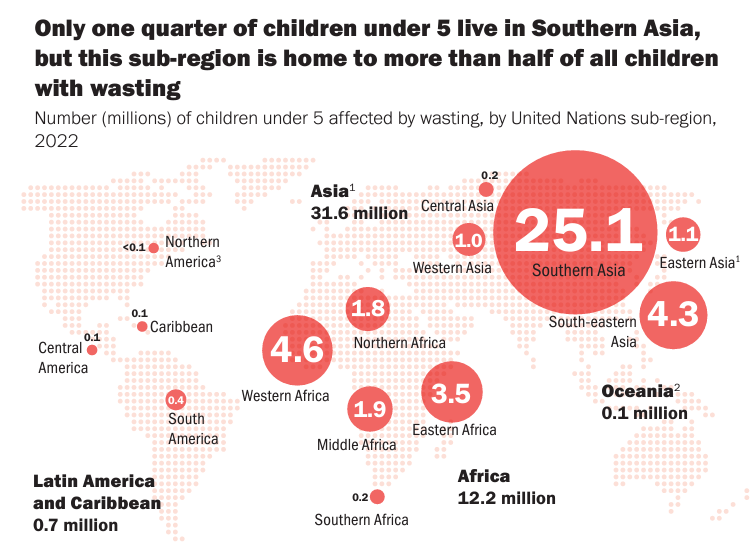 Only one quarter of children under 5 live in Southern Asia,
but this sub-region is home to more than half of all children
with wasting
Number (millions) of children under 5 affected by wasting, by United Nations sub-region,
2022
Asia¹
31.6 million
0.2
Central Asia
25.1
Southern Asia
1.0
Western Asia
1.1
Eastern Asia¹
<0.1
Northern
America³
4.3
South-eastern
Asia
0.1
Caribbean
0.1
Central
America
1.8
Northern Africa
4.6
Western Africa
0.4
South
America
1.9
Middle Africa
3.5
Eastern Africa
Oceania²
0.1 million
Latin America
and Caribbean
0.7 million
Africa
12.2 million
0.2
Southern Africa